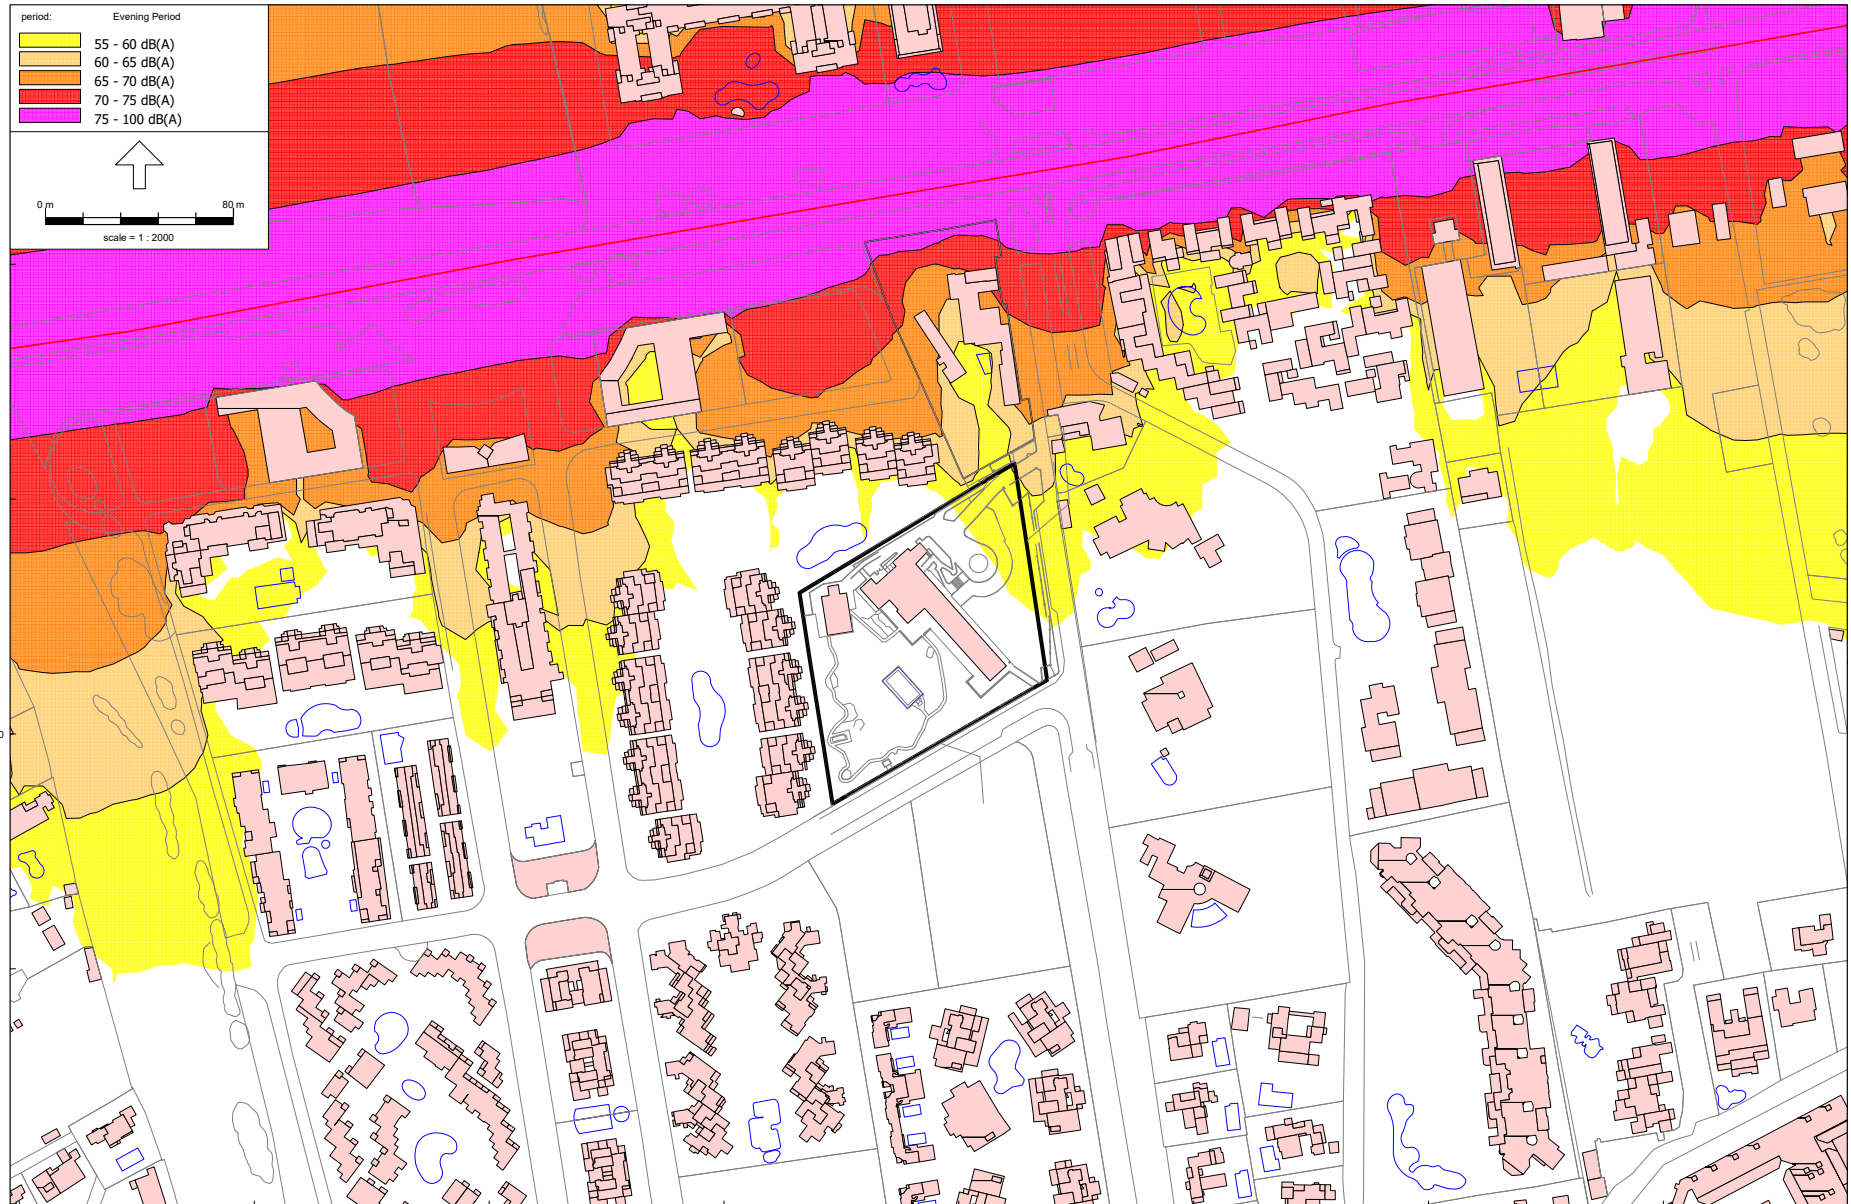 period: Evening Period
55 - 60 dB(A)
60 - 65 dB(A)
65 - 70 dB(A)
70 - 75 dB(A)
75 - 100 dB(A)
0 m 80 m
scale = 1 : 2000
0